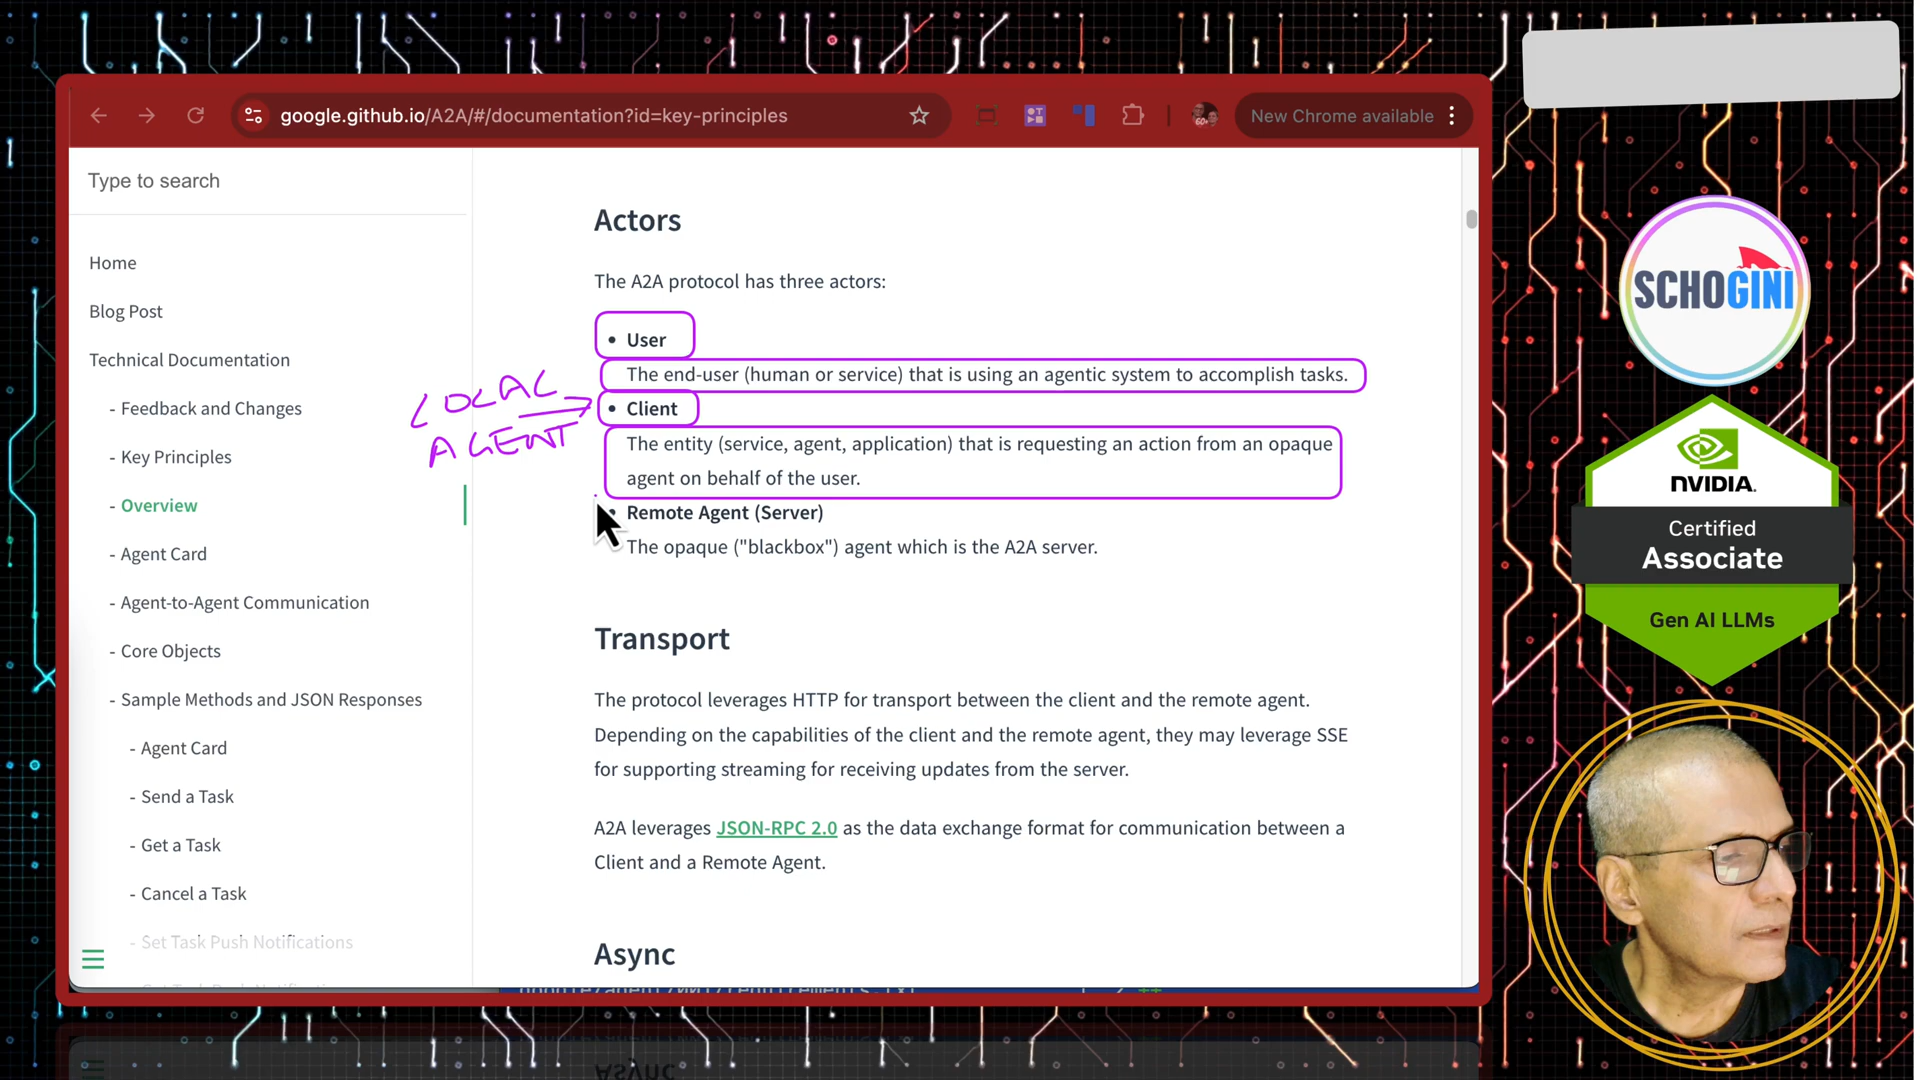 google.github.io/A2A/#/documentation?id=key-principles
New Chrome available
Type to search
Home
Blog Post
Technical Documentation
- Feedback and Changes
- Key Principles
- Overview
- Agent Card
- Agent-to-Agent Communication
- Core Objects
- Sample Methods and JSON Responses
- Agent Card
- Send a Task
- Get a Task
- Cancel a Task
- Set Task Push Notifications
Actors
The A2A protocol has three actors:
• User
The end-user (human or service) that is using an agentic system to accomplish tasks.
LOCAL
AGENT
• Client
The entity (service, agent, application) that is requesting an action from an opaque
agent on behalf of the user.
• Remote Agent (Server)
The opaque ("blackbox") agent which is the A2A server.
Transport
The protocol leverages HTTP for transport between the client and the remote agent.
Depending on the capabilities of the client and the remote agent, they may leverage SSE
for supporting streaming for receiving updates from the server.
A2A leverages JSON-RPC 2.0 as the data exchange format for communication between a
Client and a Remote Agent.
Async
SCHOGINI
NVIDIA
Certified
Associate
Gen AI LLMs